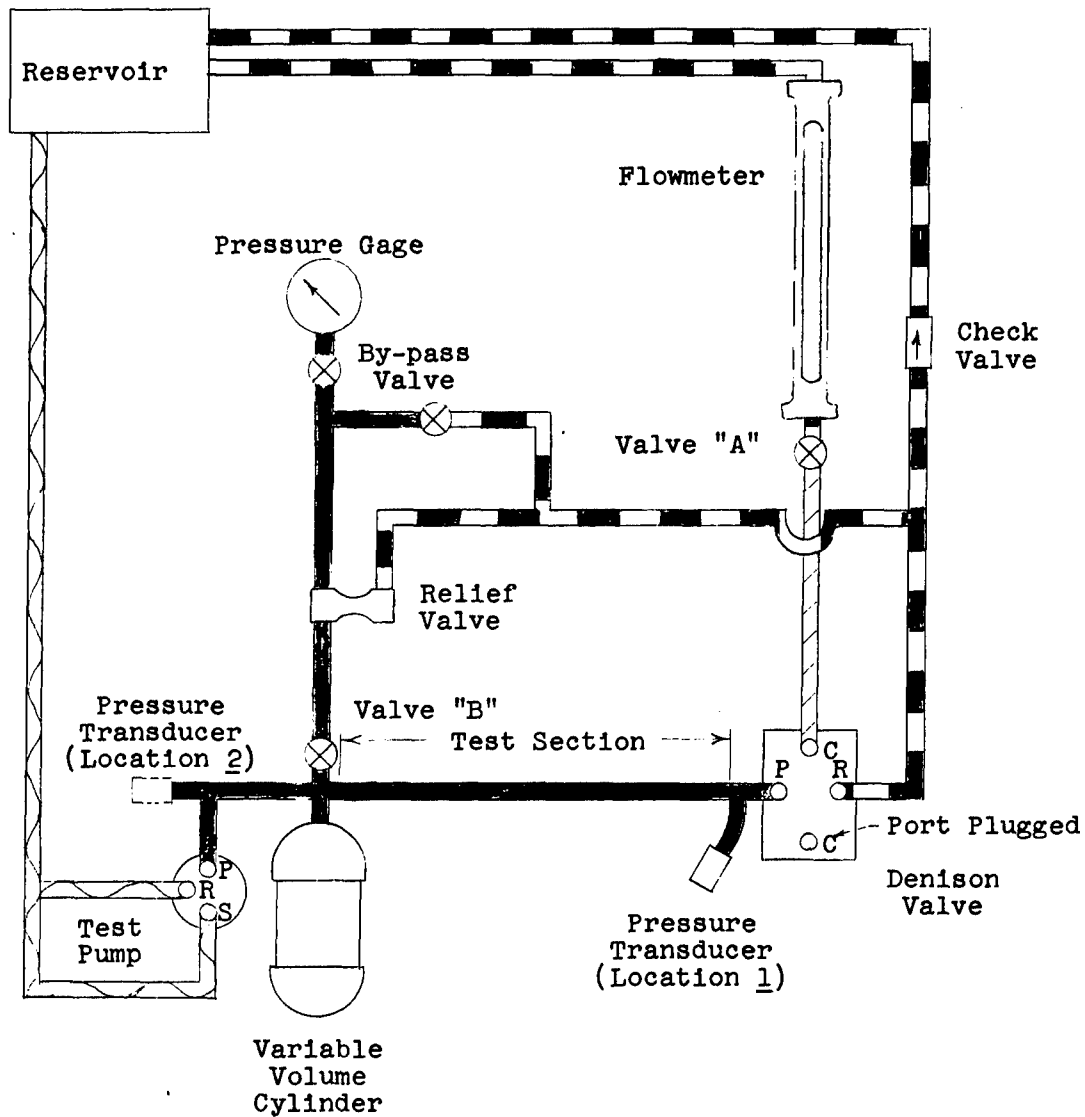 Reservoir
Flowmeter
Pressure Gage
By-pass
Valve
Check
Valve
Valve "A"
Relief
Valve
Pressure
Transducer
(Location 2)
Valve "B"
Test Section
C
P
R
C
Port Plugged
Denison
Valve
P
R
S
Test
Pump
Pressure
Transducer
(Location 1)
Variable
Volume
Cylinder